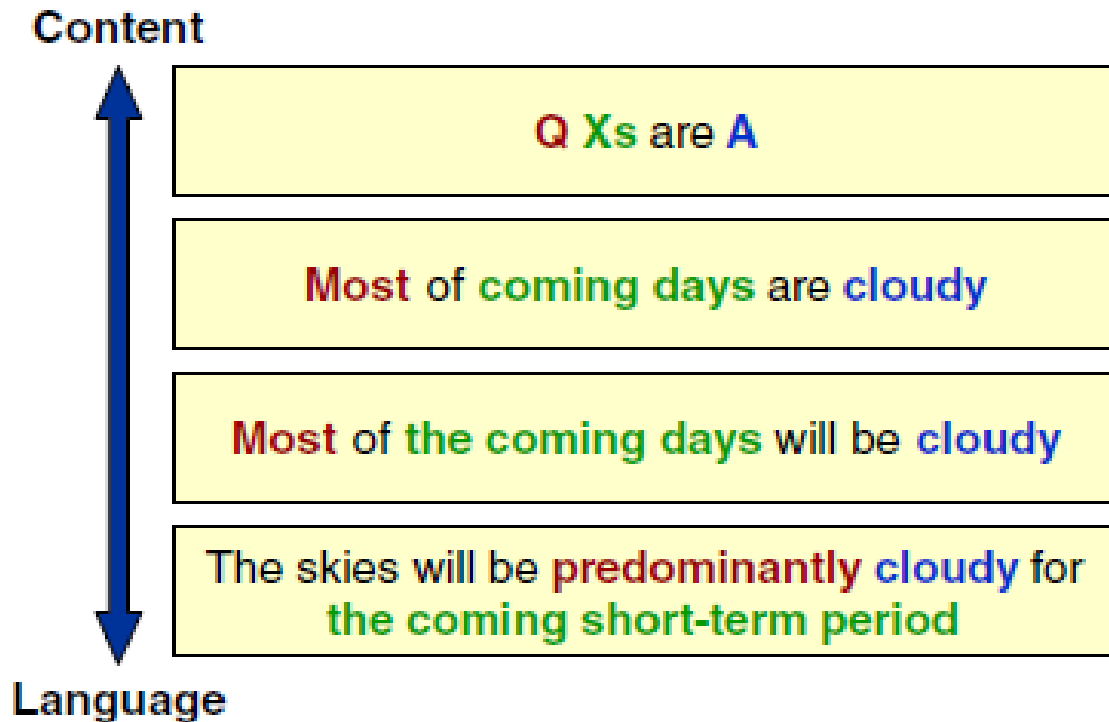 Content
Q Xs are A
Most of coming days are cloudy
Most of the coming days will be cloudy
The skies will be predominantly cloudy for
the coming short-term period
Language